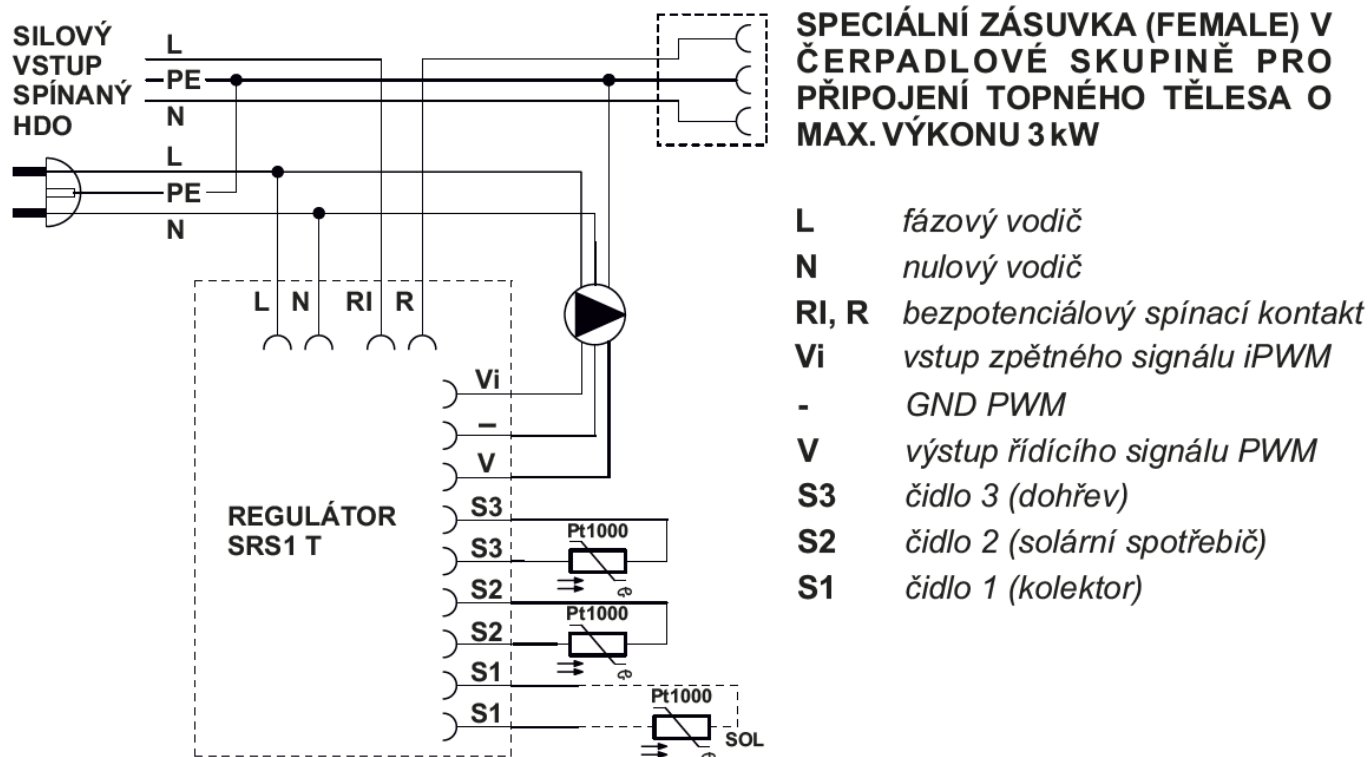 SILOVÝ
VSTUP
SPÍNANÝ
HDO
L
PE
N
L
PE
N
SPECIÁLNÍ ZÁSUVKA (FEMALE) V
ČERPADLOVÉ SKUPINĚ PRO
PŘIPOJENÍ TOPNÉHO TĚLESA O
MAX. VÝKONU 3 kW
L N RI R
Vi
–
V
S3
S3
S2
S2
S1
S1
REGULÁTOR
SRS1 T
Pt1000
ϑ
Pt1000
ϑ
Pt1000
SOL
ϑ
L fázový vodič
N nulový vodič
RI, R bezpotenciálový spínací kontakt
Vi vstup zpětného signálu iPWM
- GND PWM
V výstup řídícího signálu PWM
S3 čidlo 3 (dohřev)
S2 čidlo 2 (solární spotřebič)
S1 čidlo 1 (kolektor)